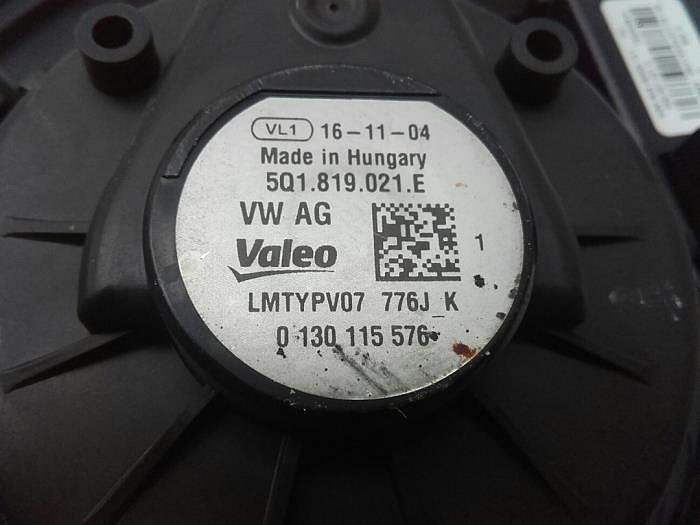 VL1 16-11-04
Made in Hungary
5Q1.819.021.E
VW AG
Valeo
1
LMTYPV07 776J K
0 130 115 576